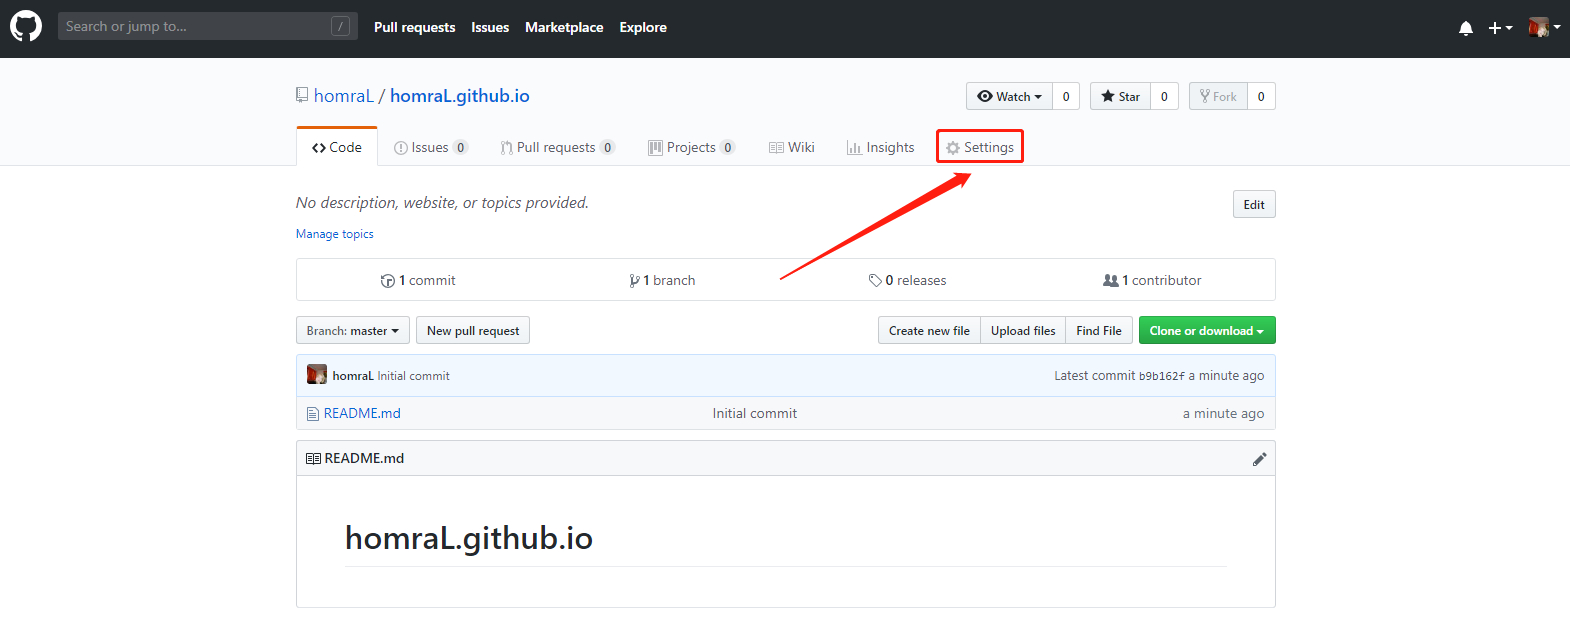 Search or jump to... / Pull requests Issues Marketplace Explore
homraL / homraL.github.io Watch 0 Star 0 Fork 0
Code Issues 0 Pull requests 0 Projects 0 Wiki Insights Settings
No description, website, or topics provided. Edit
Manage topics
1 commit 1 branch 0 releases 1 contributor
Branch: master New pull request Create new file Upload files Find File Clone or download
homraL Initial commit Latest commit b9b162f a minute ago
README.md Initial commit a minute ago
README.md
homraL.github.io